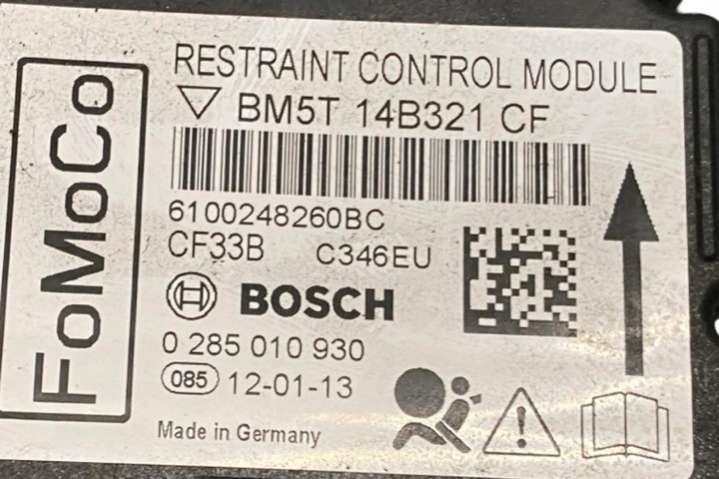 FoMoCo
RESTRAINT CONTROL MODULE
BM5T 14B321 CF
6100248260BC
CF33B C346EU
BOSCH
0 285 010 930
085 12-01-13
Made in Germany